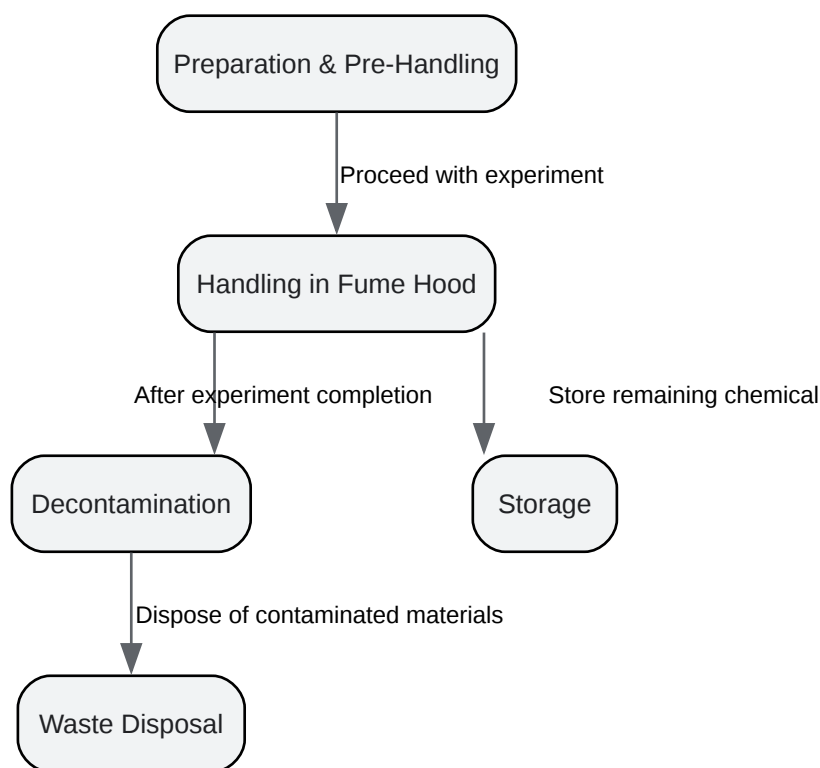 Preparation & Pre-Handling
Proceed with experiment
Handling in Fume Hood
After experiment completion
Store remaining chemical
Decontamination
Storage
Dispose of contaminated materials
Waste Disposal